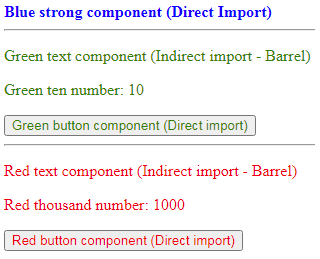 Blue strong component (Direct Import)
Green text component (Indirect import - Barrel)
Green ten number: 10
Green button component (Direct import)
Red text component (Indirect import - Barrel)
Red thousand number: 1000
Red button component (Direct import)